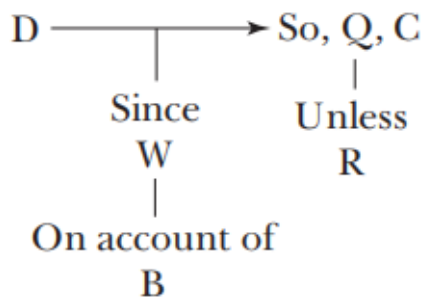 D So, Q, C
Since
W
Unless
R
On account of
B